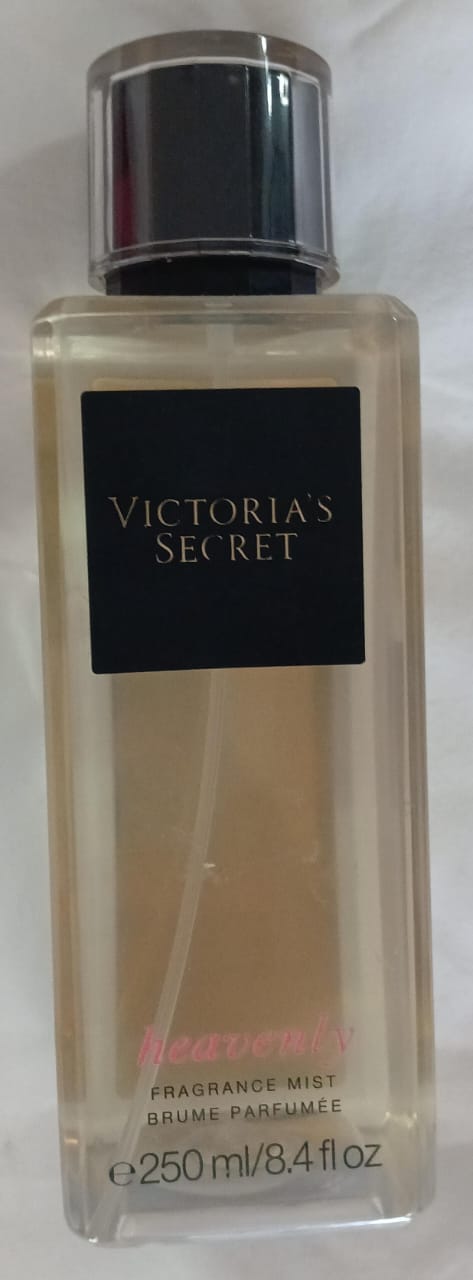 VICTORIA'S
SECRET
heavenly
FRAGRANCE MIST
BRUME PARFUMÉE
℮250 ml/8.4 fl oz